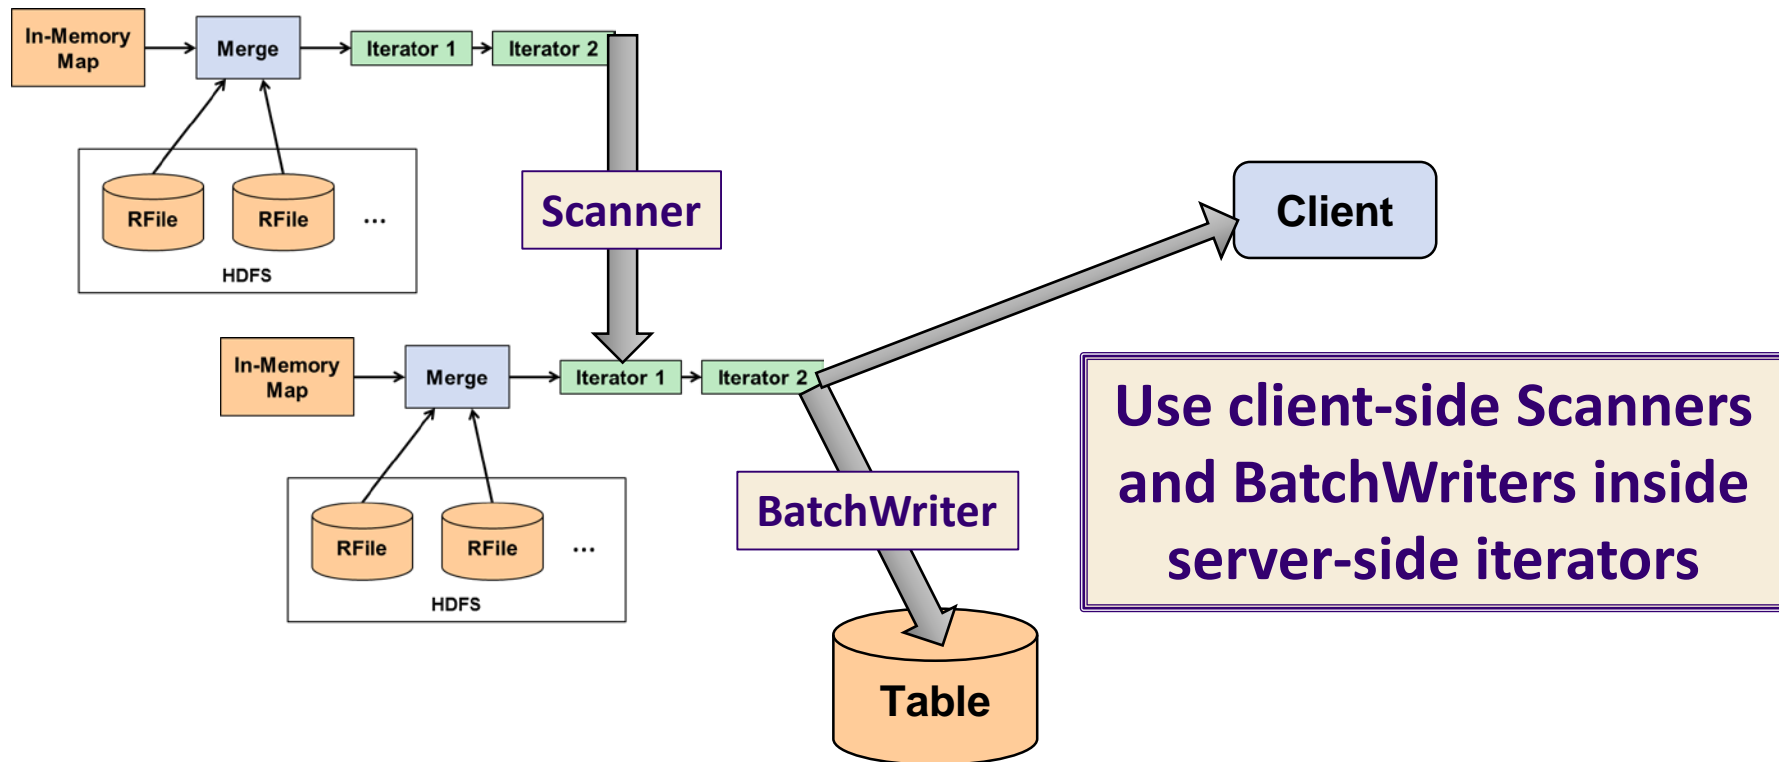 In-Memory
Map
Merge
Iterator 1
Iterator 2
RFile
RFile
...
HDFS
Scanner
Client
In-Memory
Map
Merge
Iterator 1
Iterator 2
RFile
RFile
...
HDFS
BatchWriter
Table
Use client-side Scanners
and BatchWriters inside
server-side iterators